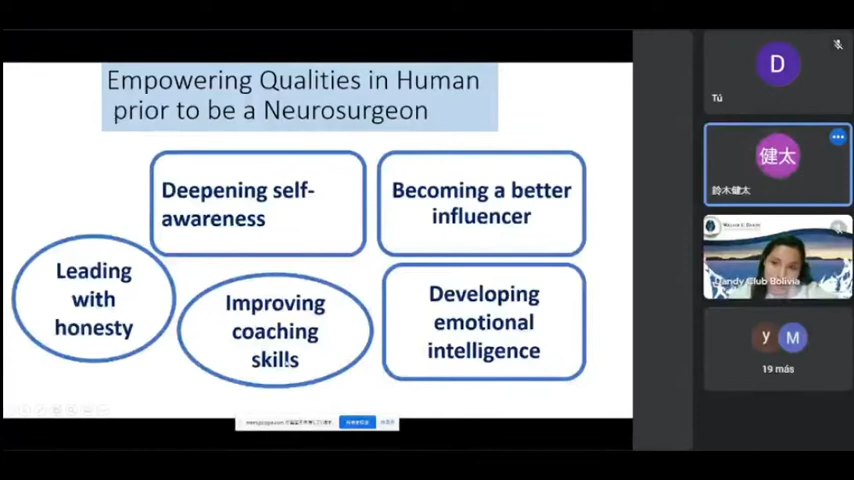 Empowering Qualities in Human
prior to be a Neurosurgeon
Deepening self-
awareness
Becoming a better
influencer
Leading
with
honesty
Improving
coaching
skills
Developing
emotional
intelligence
D
Tú
健太
鈴木健太
Dandy Club Bolivia
y M
19 más